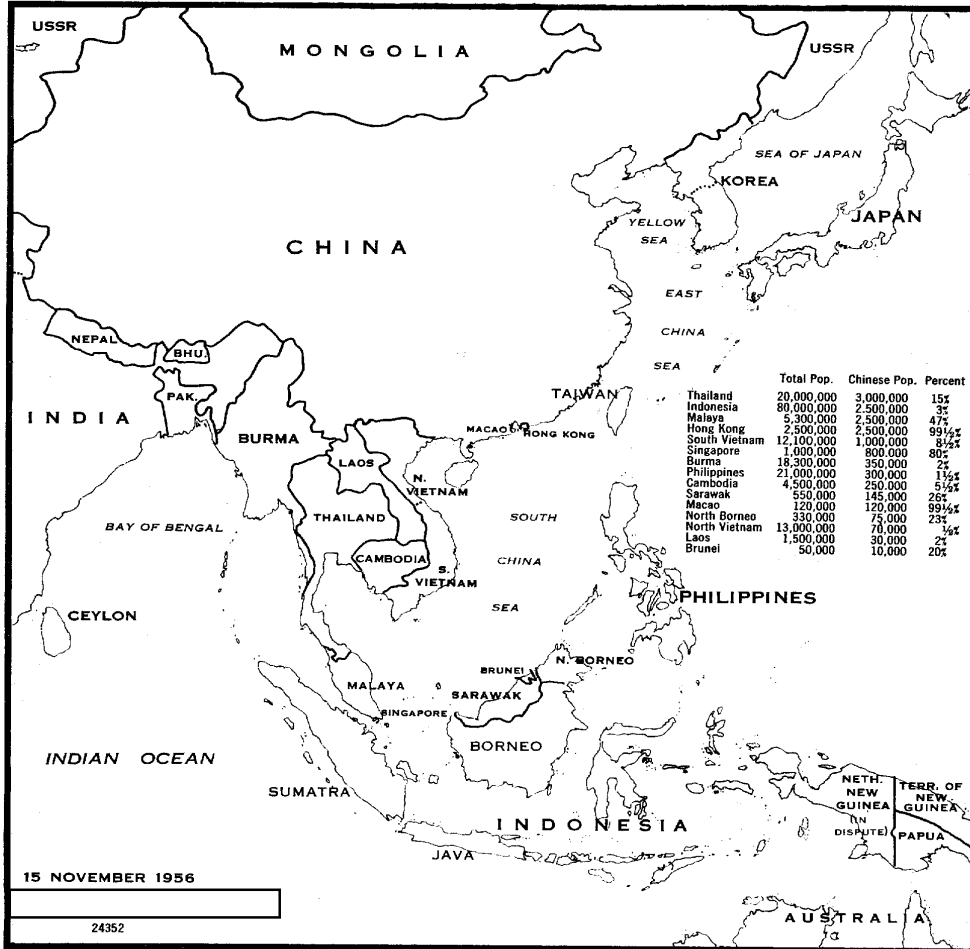 USSR
MONGOLIA
USSR
SEA OF JAPAN
KOREA
JAPAN
YELLOW
SEA
CHINA
EAST
CHINA
SEA
NEPAL
BHU.
PAK.
INDIA
TAIWAN
MACAO
HONG KONG
BURMA
LAOS
N.
VIETNAM
THAILAND
CAMBODIA
S.
VIETNAM
BAY OF BENGAL
SOUTH
CHINA
SEA
Total Pop. Chinese Pop. Percent
Thailand 20,000,000 3,000,000 15%
Indonesia 80,000,000 2,500,000 3%
Malaya 5,300,000 2,500,000 47%
Hong Kong 2,500,000 2,500,000 99½%
South Vietnam 12,100,000 1,000,000 8½%
Singapore 1,000,000 800,000 80%
Burma 18,300,000 350,000 2%
Philippines 21,000,000 300,000 1½%
Cambodia 4,500,000 250,000 5½%
Sarawak 550,000 145,000 26%
Macao 120,000 120,000 99½%
North Borneo 330,000 75,000 23%
North Vietnam 13,000,000 70,000 ½%
Laos 1,500,000 30,000 2%
Brunei 50,000 10,000 20%
PHILIPPINES
CEYLON
BRUNEI
N. BORNEO
MALAYA
SARAWAK
SINGAPORE
BORNEO
INDIAN OCEAN
SUMATRA
INDONESIA
JAVA
NETH.
NEW
GUINEA
(IN
DISPUTE)
TERR. OF
NEW
GUINEA
PAPUA
15 NOVEMBER 1956
24352
AUSTRALIA